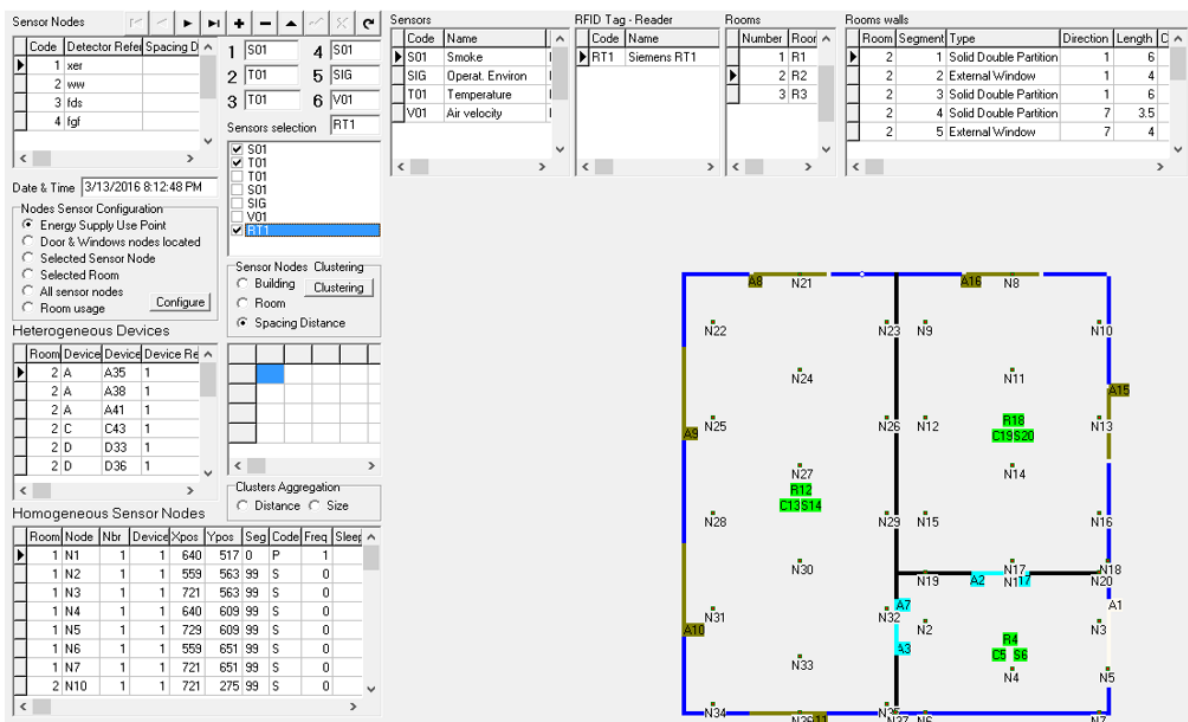 Sensor Nodes
Code Detector Refer Spacing D
1 xer
2 ww
3 fds
4 fgf
1 S01 4 S01
2 T01 5 SIG
3 T01 6 V01
Sensors selection RT1
S01
T01
T01
S01
SIG
V01
RT1
Sensors
Code Name
S01 Smoke
SIG Operat. Environ
T01 Temperature
V01 Air velocity
RFID Tag - Reader
Code Name
RT1 Siemens RT1
Rooms
Number Roor
1 R1
2 R2
3 R3
Rooms walls
Room Segment Type Direction Length C
2 1 Solid Double Partition 1 6
2 2 External Window 1 4
2 3 Solid Double Partition 1 6
2 4 Solid Double Partition 7 3.5
2 5 External Window 7 4
Date & Time 3/13/2016 8:12:48 PM
Nodes Sensor Configuration
Energy Supply Use Point
Door & Windows nodes located
Selected Sensor Node
Selected Room
All sensor nodes
Room usage
Configure
Sensor Nodes Clustering
Building
Clustering
Room
Spacing Distance
Heterogeneous Devices
Room Device Device Device Re
2 A A35 1
2 A A38 1
2 A A41 1
2 C C43 1
2 D D33 1
2 D D36 1
Clusters Aggregation
Distance Size
Homogeneous Sensor Nodes
Room Node Nbr Device Xpos Ypos Seg Code Freq Sleep
1 N1 1 1 640 517 0 P 1
1 N2 1 1 559 563 99 S 0
1 N3 1 1 721 563 99 S 0
1 N4 1 1 640 609 99 S 0
1 N5 1 1 729 609 99 S 0
1 N6 1 1 559 651 99 S 0
1 N7 1 1 721 651 99 S 0
2 N10 1 1 721 275 99 S 0
A8 N21 A16 N8
N22 N23 N9 N10
N24 N11
A15
N25 N26 N12 N13
A9
R18
C19S20
N27 N14
R12
C13S14
N28 N29 N15 N16
N30 N17 N18
N19 A2 N1 17 N20
A7 A1
N31 N32 N2 N3
A10
A3
R4
C5 S6
N33 N4 N5
N34 N35
N36 11 N37 N6 N7